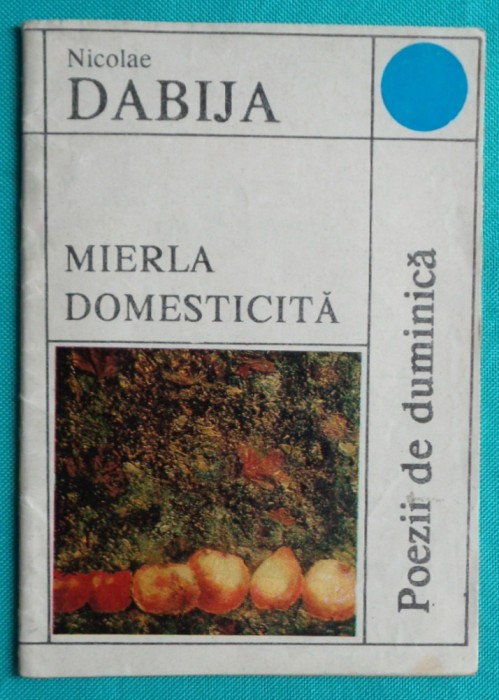 Nicolae
DABIJA
MIERLA
DOMESTICITĂ
Poezii de duminică